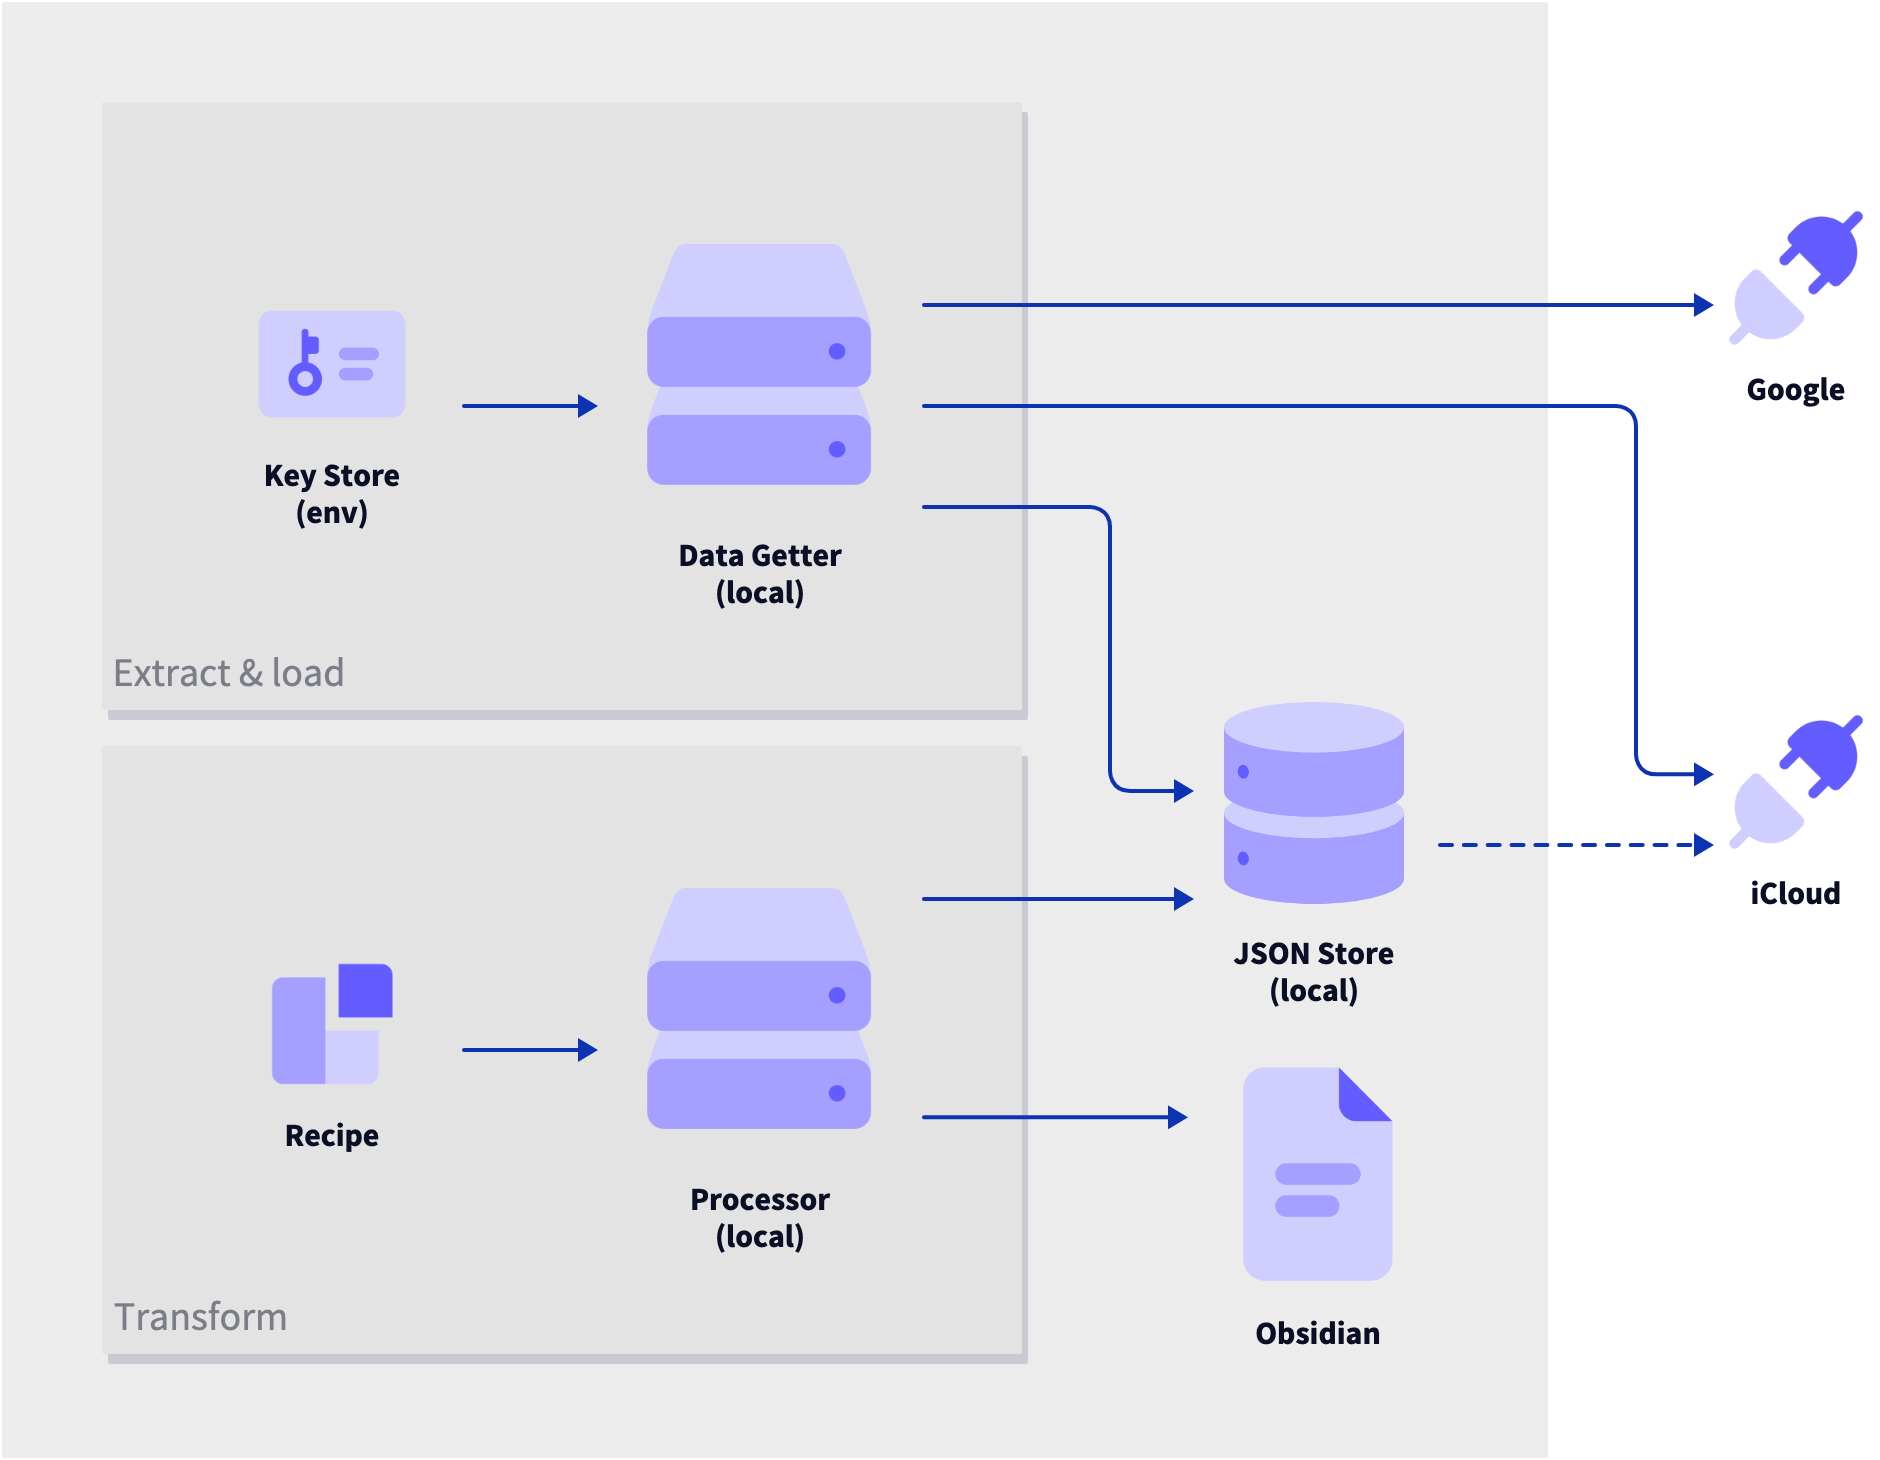 Google
Key Store
(env)
Data Getter
(local)
Extract & load
iCloud
JSON Store
(local)
Recipe
Processor
(local)
Transform
Obsidian